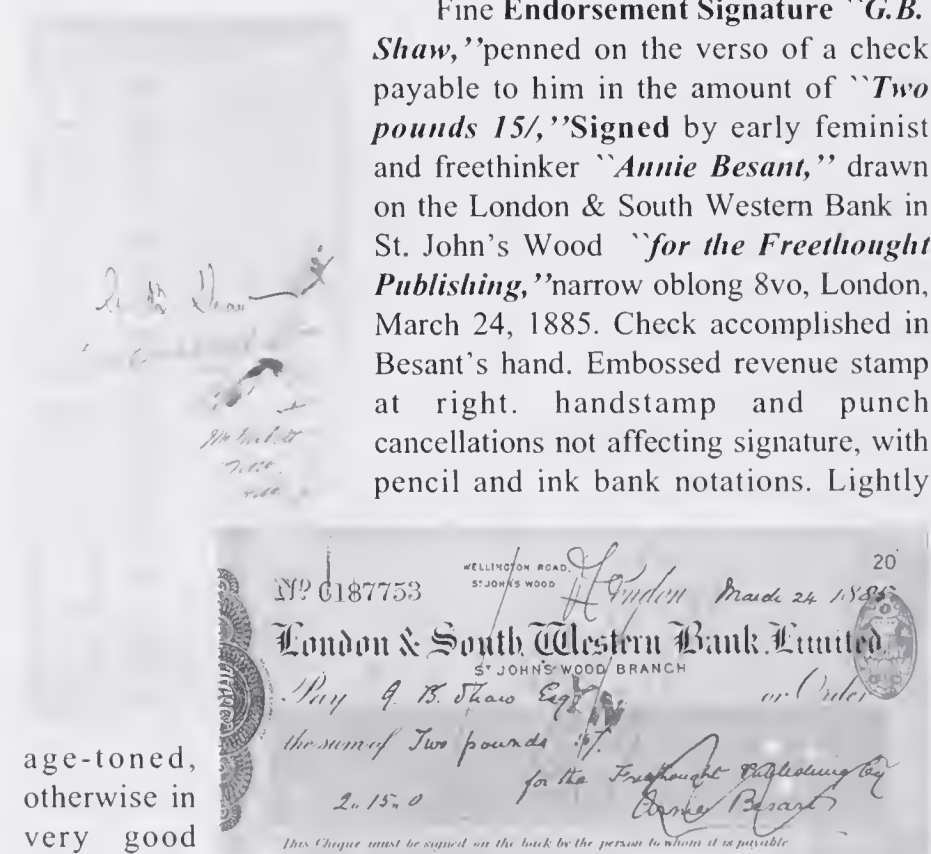 Fine Endorsement Signature ``G.B.
Shaw,''penned on the verso of a check
payable to him in the amount of ``Two
pounds 15/,''Signed by early feminist
and freethinker ``Annie Besant,'' drawn
on the London & South Western Bank in
St. John's Wood ``for the Freethought
Publishing,''narrow oblong 8vo, London,
March 24, 1885. Check accomplished in
Besant's hand. Embossed revenue stamp
at right. handstamp and punch
cancellations not affecting signature, with
pencil and ink bank notations. Lightly
age-toned,
otherwise in
very good
G. B. Shaw
20
WELLINGTON ROAD,
ST JOHN'S WOOD
No 187753
London March 24 1885
London & South Western Bank. Limited
ST JOHN'S WOOD BRANCH
Pay G. B. Shaw Esqr or Order
the sum of Two pounds
for the Freethought Publishing Cy
2..15..0
Annie Besant
This Cheque must be signed on the back by the person to whom it is payable